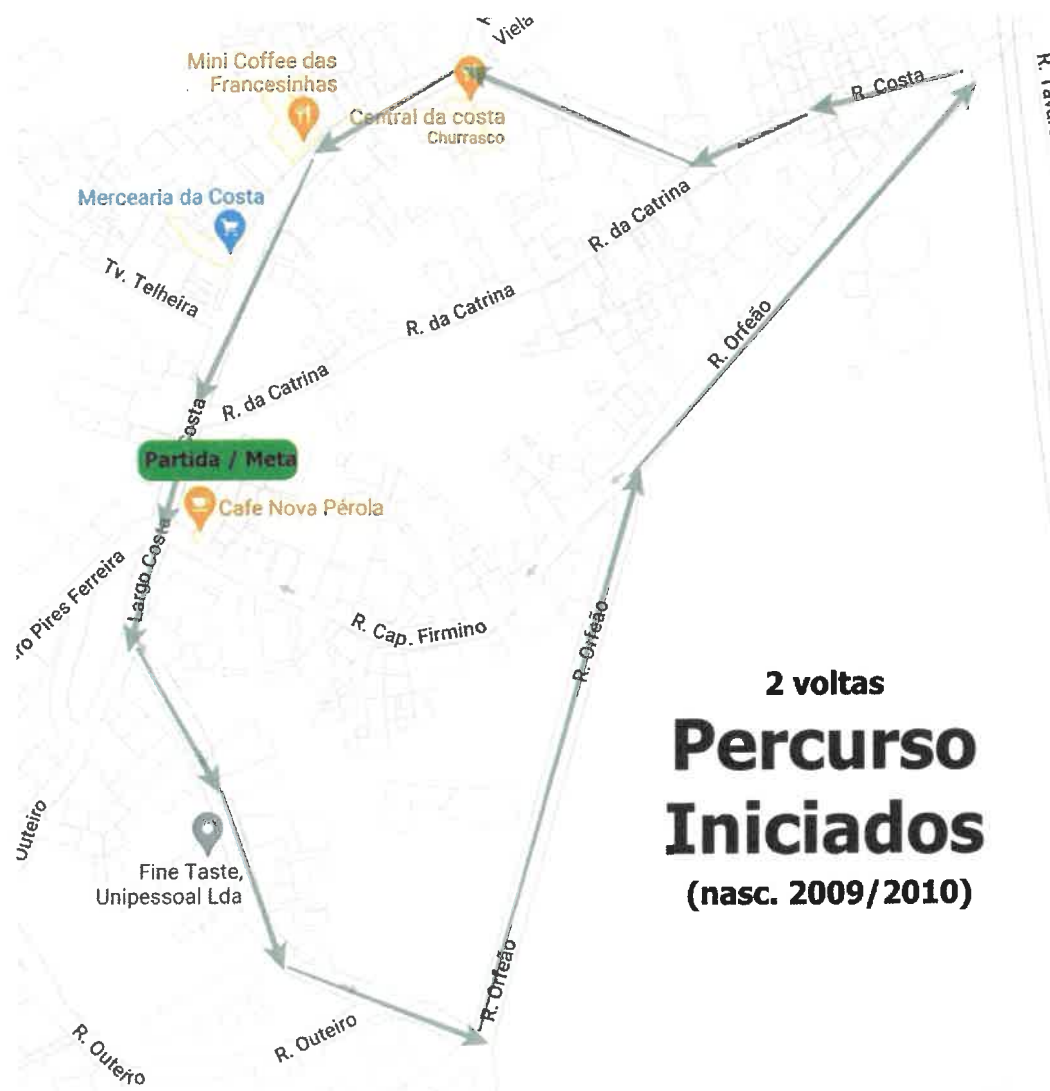 Viela
Mini Coffee das
Francesinhas
Central da costa
Churrasco
R. Costa
Mercearia da Costa
R. da Catrina
Tv. Telheira
R. da Catrina
R. Orfeão
R. da Catrina
Costa
Partida / Meta
Cafe Nova Pérola
Largo Costa
ro Pires Ferreira
R. Cap. Firmino
R. Orfeão
2 voltas
Percurso
Iniciados
(nasc. 2009/2010)
Outeiro
Fine Taste,
Unipessoal Lda
R. Orfeão
R. Outeiro
R. Outeiro